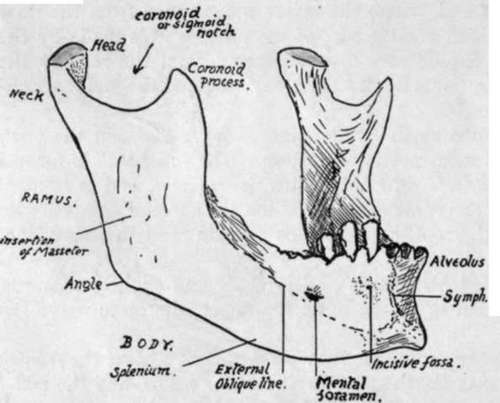 coronoid
or sigmoid
notch
Head
Coronoid
process.
Neck
RAMUS.
insertion
of Masseter
Angle
BODY.
Splenium.
External
Oblique line.
Mental
foramen.
Incisive fossa.
Alveolus
Symph.